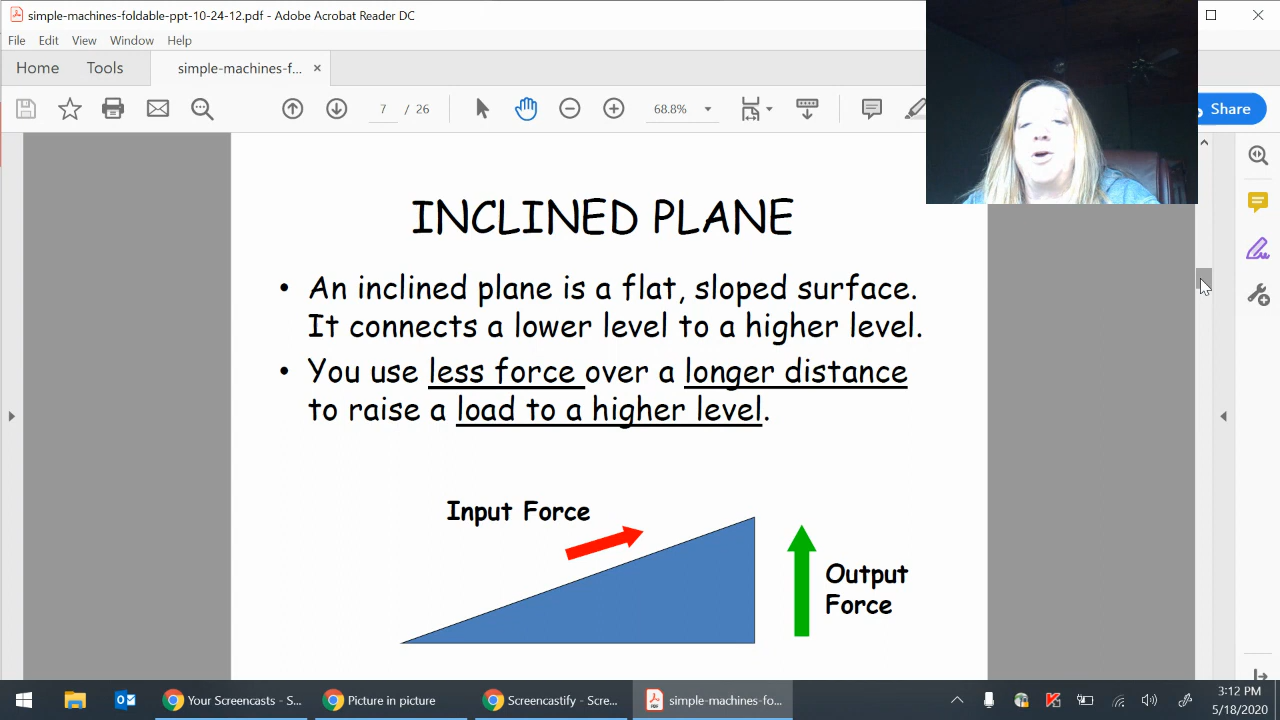 simple-machines-foldable-ppt-10-24-12.pdf - Adobe Acrobat Reader DC
File Edit View Window Help
Home Tools simple-machines-f... ×
7 / 26 68.8% Share
INCLINED PLANE
• An inclined plane is a flat, sloped surface.
It connects a lower level to a higher level.
• You use less force over a longer distance
to raise a load to a higher level.
Input Force
Output
Force
Your Screencasts - S... Picture in picture Screencastify - Scre... simple-machines-fo...
3:12 PM
5/18/2020